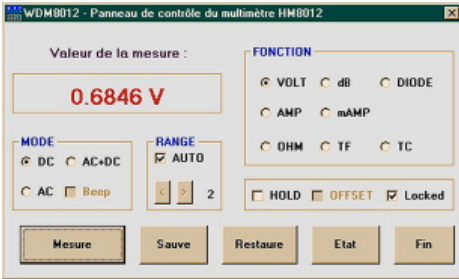 WDM8012 - Panneau de contrôle du multimètre HM8012
Valeur de la mesure :
0.6846 V
FONCTION
VOLT dB DIODE
AMP mAMP
OHM TF TC
MODE
DC AC+DC
AC Beep
RANGE
AUTO
< > 2
HOLD OFFSET Locked
Mesure Sauve Restaure Etat Fin